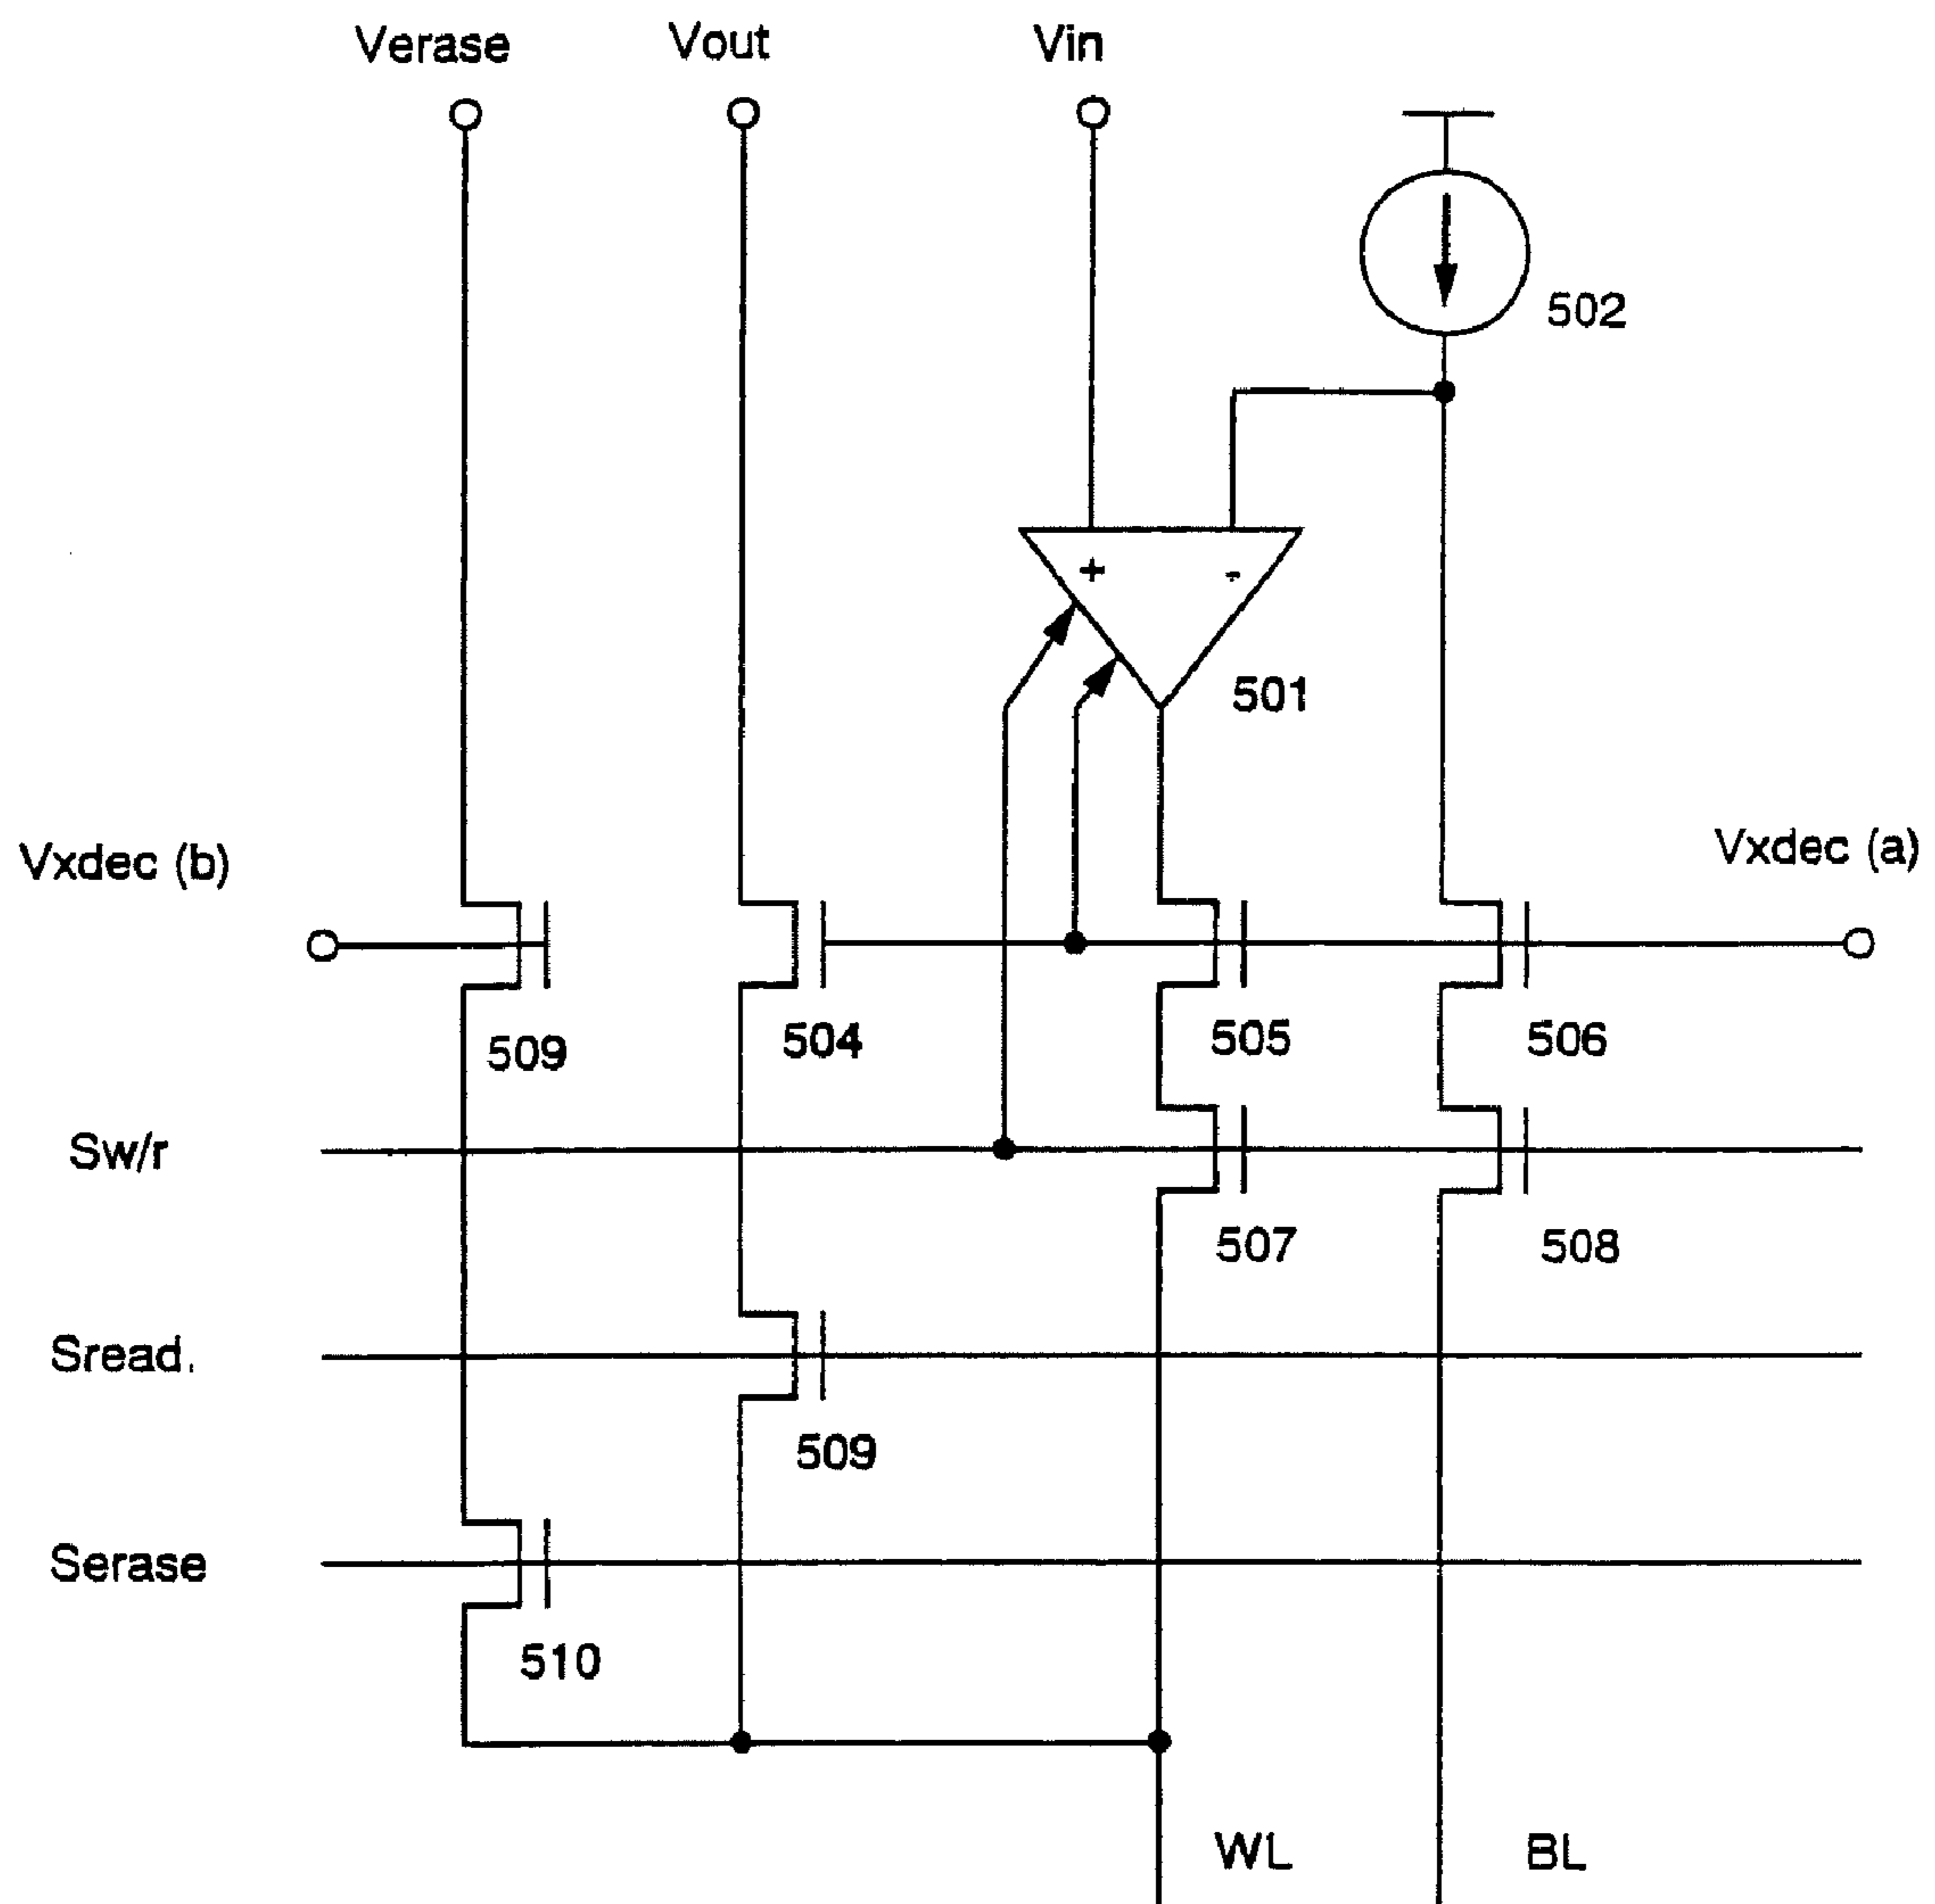 Verase
Vout
Vin
502
+
-
501
Vxdec (b)
Vxdec (a)
509
504
505
506
Sw/r
507
508
Sread.
509
Serase
510
WL
BL